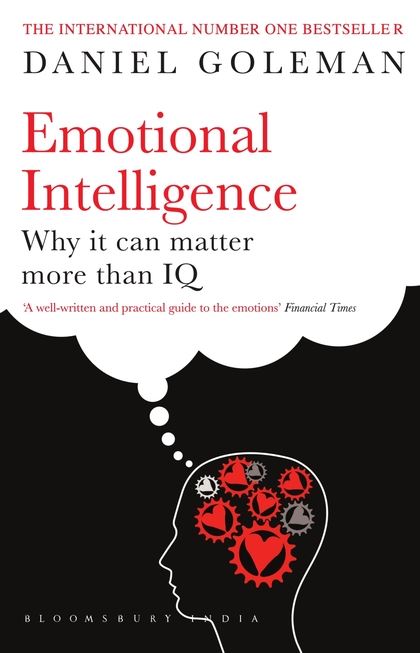 THE INTERNATIONAL NUMBER ONE BESTSELLER
DANIEL GOLEMAN
Emotional
Intelligence
Why it can matter
more than IQ
‘A well-written and practical guide to the emotions’ Financial Times
BLOOMSBURY INDIA